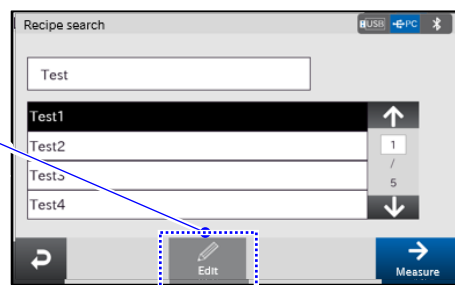 Recipe search
USB PC
Test
Test1
Test2
Test3
Test4
1
/
5
Edit
Measure